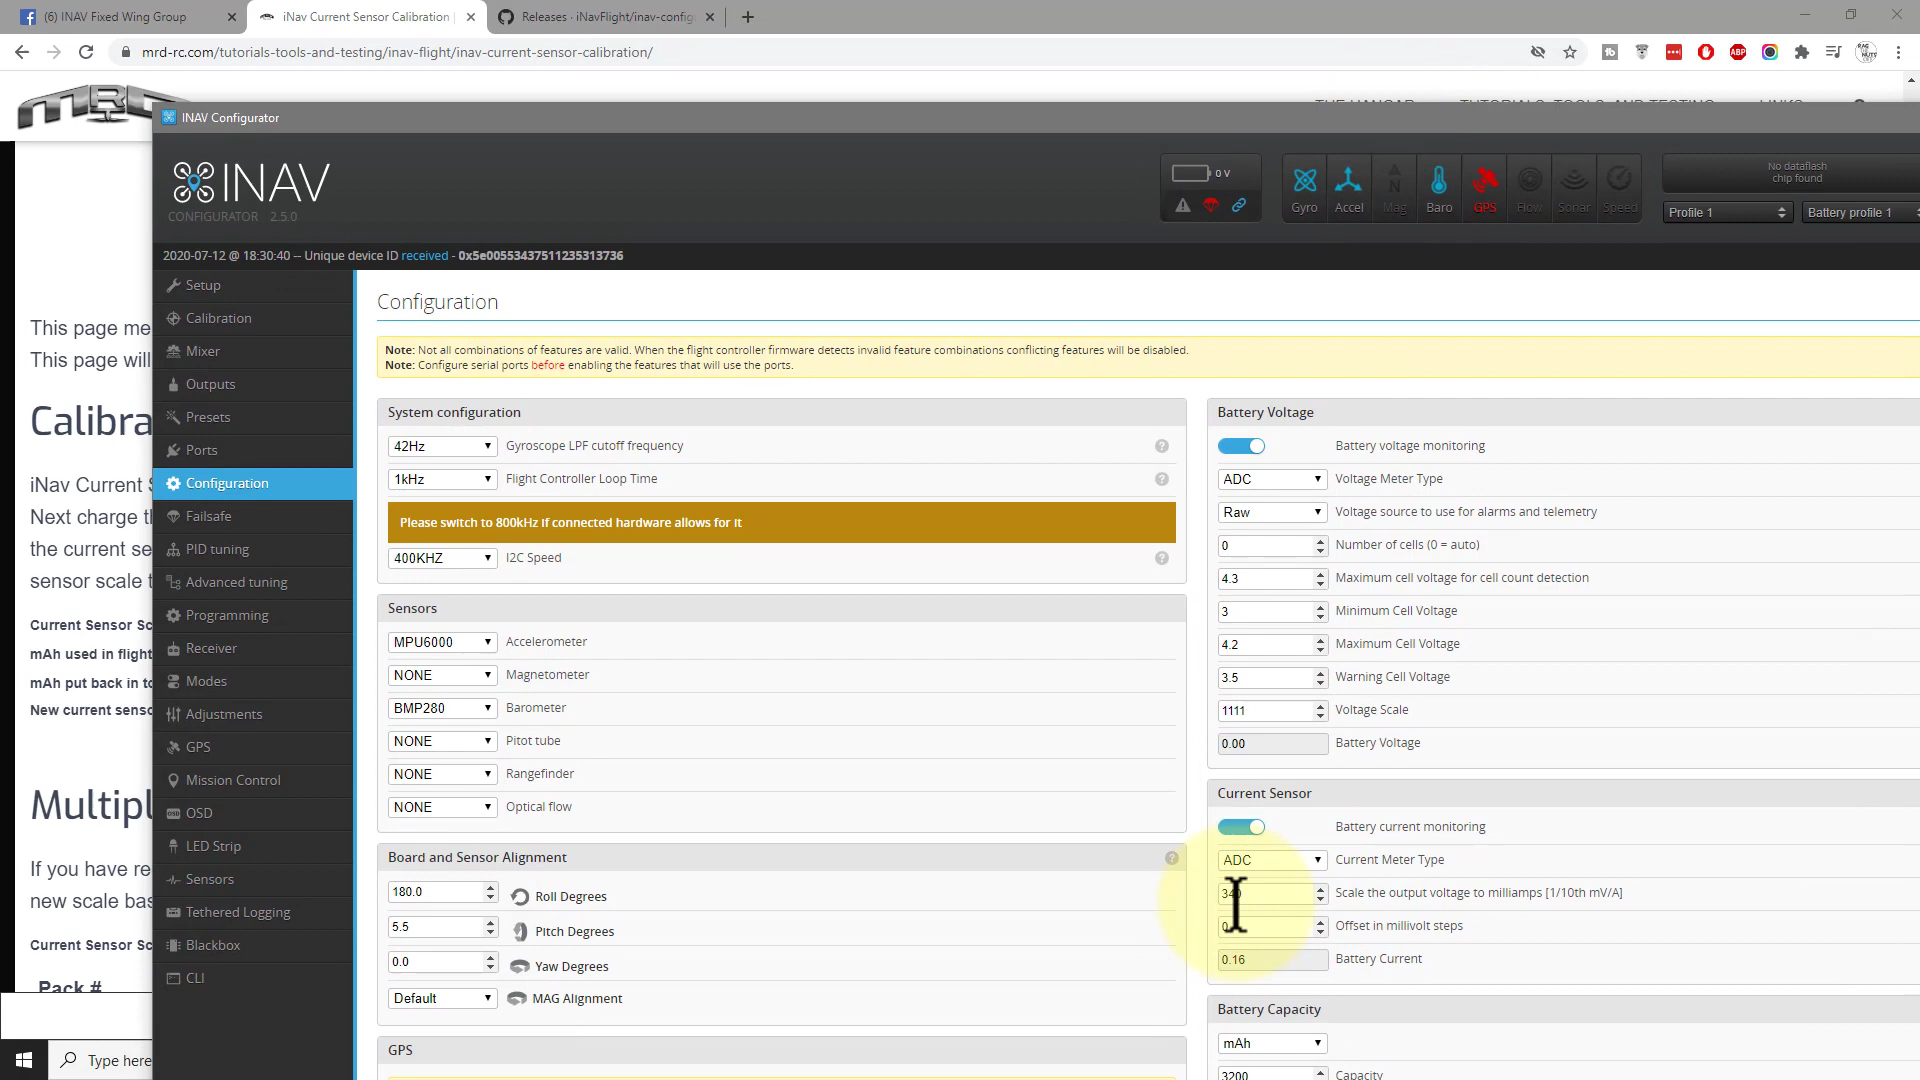 (6) INAV Fixed Wing Group
iNav Current Sensor Calibration
Releases · iNavFlight/inav-config
mrd-rc.com/tutorials-tools-and-testing/inav-flight/inav-current-sensor-calibration/
ABP
INAV Configurator
INAV
CONFIGURATOR 2.5.0
0 V
Gyro
Accel
Mag
Baro
GPS
Flow
Sonar
Speed
No dataflash
chip found
Profile 1
Battery profile 1
2020-07-12 @ 18:30:40 -- Unique device ID received - 0x5e0055343751123531 3736
Setup
Calibration
Mixer
Outputs
Presets
Ports
Configuration
Failsafe
PID tuning
Advanced tuning
Programming
Receiver
Modes
Adjustments
GPS
Mission Control
OSD
LED Strip
Sensors
Tethered Logging
Blackbox
CLI
This page me
This page will
Calibra
iNav Current S
Next charge th
the current se
sensor scale t
Current Sensor Sc
mAh used in flight
mAh put back in to
New current senso
Multipl
If you have re
new scale bas
Current Sensor Sc
Pack #
Type here
Configuration
Note: Not all combinations of features are valid. When the flight controller firmware detects invalid feature combinations conflicting features will be disabled.
Note: Configure serial ports before enabling the features that will use the ports.
System configuration
42Hz Gyroscope LPF cutoff frequency
1kHz Flight Controller Loop Time
Please switch to 800kHz if connected hardware allows for it
400KHZ I2C Speed
Sensors
MPU6000 Accelerometer
NONE Magnetometer
BMP280 Barometer
NONE Pitot tube
NONE Rangefinder
NONE Optical flow
Board and Sensor Alignment
180.0 Roll Degrees
5.5 Pitch Degrees
0.0 Yaw Degrees
Default MAG Alignment
GPS
Battery Voltage
Battery voltage monitoring
ADC Voltage Meter Type
Raw Voltage source to use for alarms and telemetry
0 Number of cells (0 = auto)
4.3 Maximum cell voltage for cell count detection
3 Minimum Cell Voltage
4.2 Maximum Cell Voltage
3.5 Warning Cell Voltage
1111 Voltage Scale
0.00 Battery Voltage
Current Sensor
Battery current monitoring
ADC Current Meter Type
Scale the output voltage to milliamps [1/10th mV/A]
0 Offset in millivolt steps
0.16 Battery Current
Battery Capacity
mAh
3200 Capacity